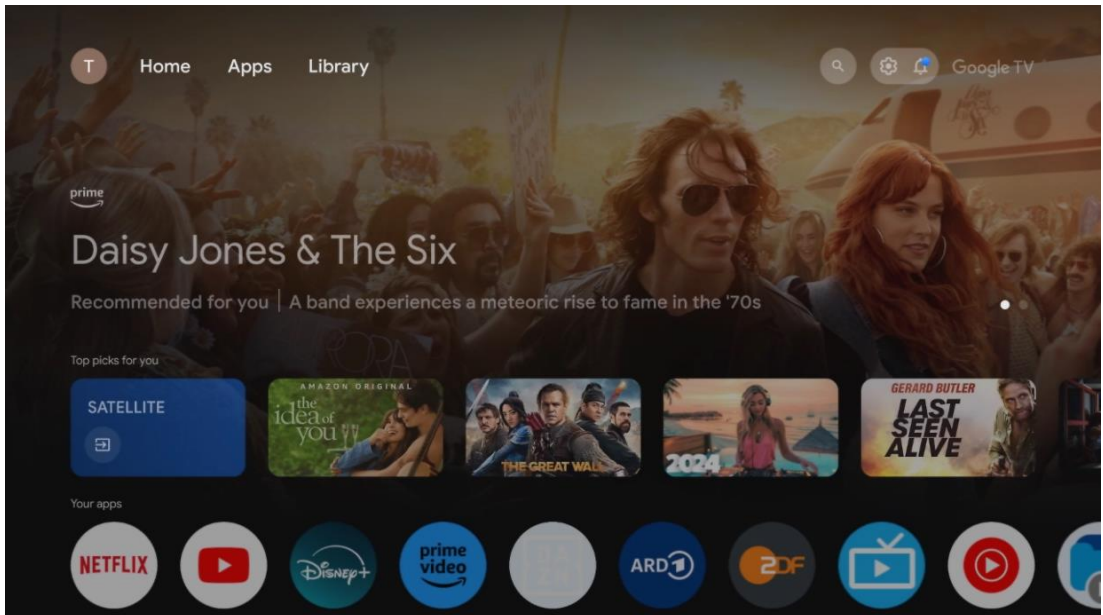 T
Home Apps Library
Google TV
prime
Daisy Jones & The Six
Recommended for you | A band experiences a meteoric rise to fame in the '70s
Top picks for you
SATELLITE
AMAZON ORIGINAL
the
idea of
you
THE GREAT WALL
2024
GERARD BUTLER
LAST
SEEN
ALIVE
Your apps
NETFLIX
Disney+
prime
video
ARD 1
ZDF